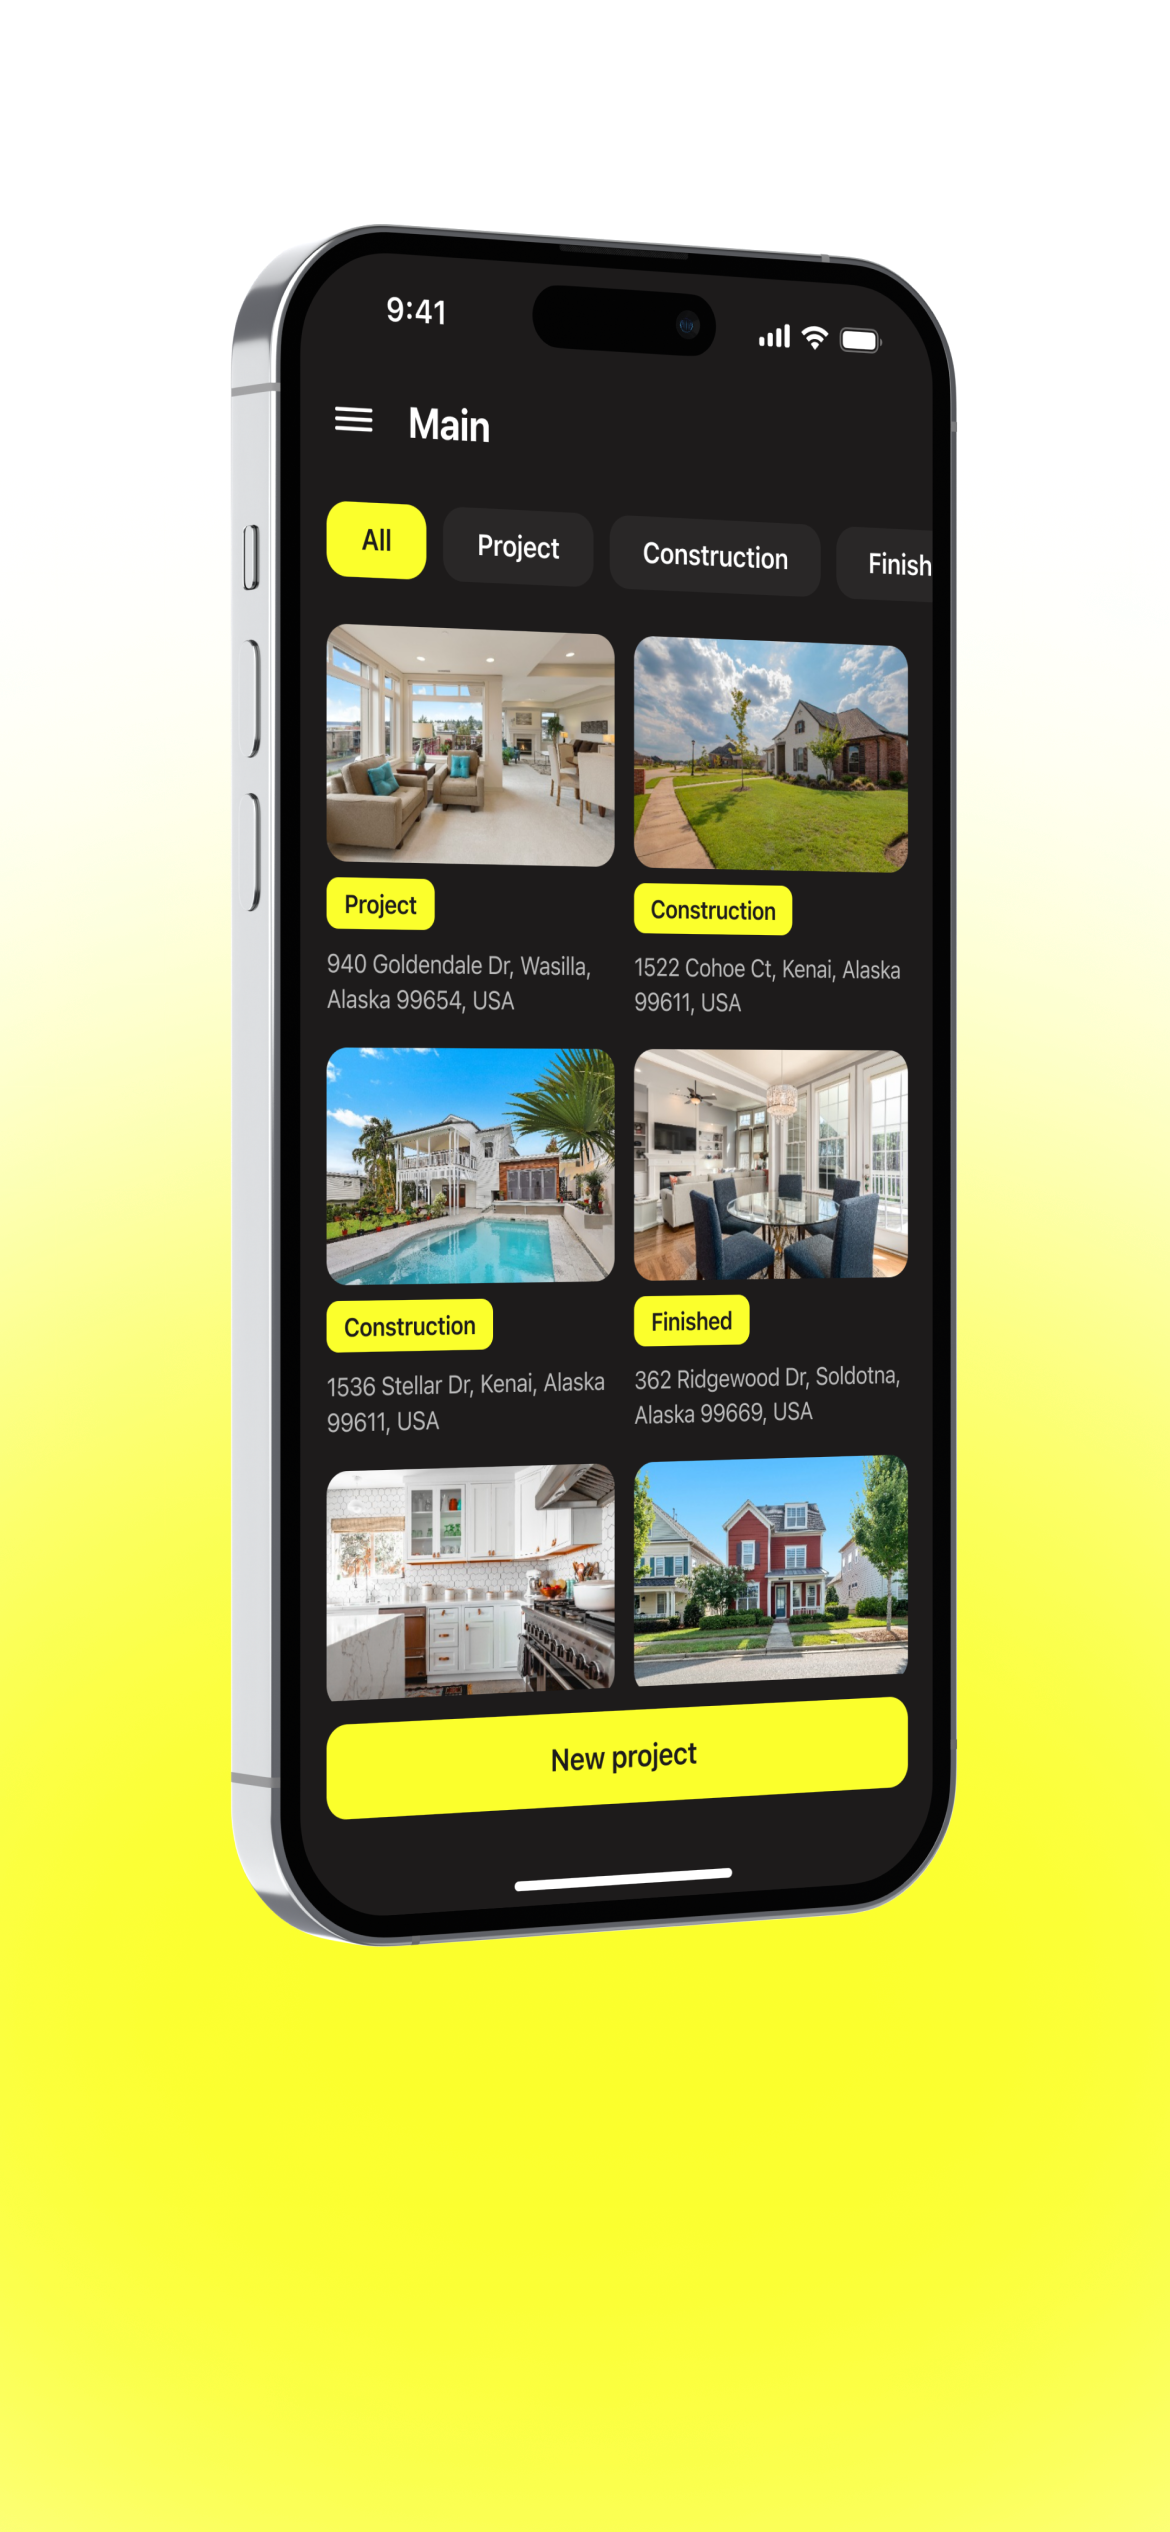 9:41
Main
All
Project
Construction
Finish
Project
Construction
940 Goldendale Dr, Wasilla,
Alaska 99654, USA
1522 Cohoe Ct, Kenai, Alaska
99611, USA
Construction
Finished
1536 Stellar Dr, Kenai, Alaska
99611, USA
362 Ridgewood Dr, Soldotna,
Alaska 99669, USA
New project